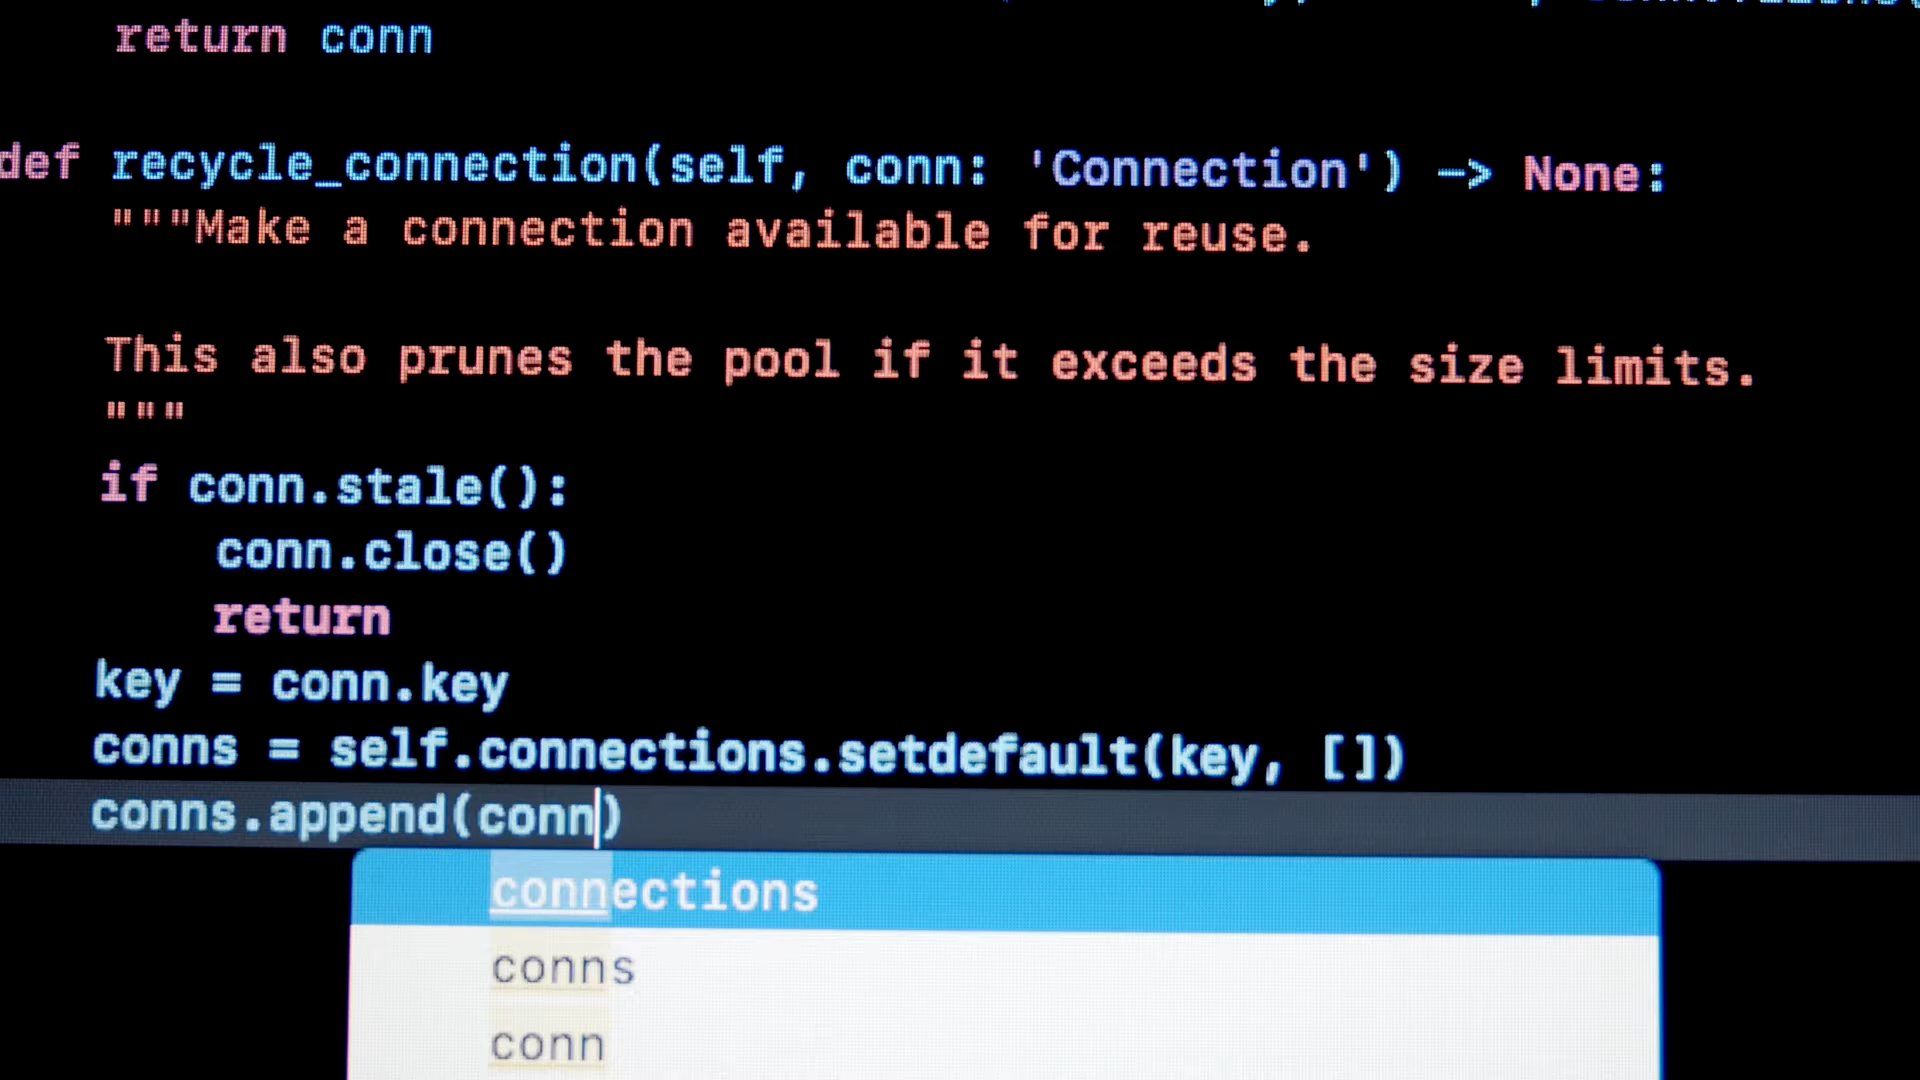 return conn
def recycle_connection(self, conn: 'Connection') -> None:
"""Make a connection available for reuse.
This also prunes the pool if it exceeds the size limits.
"""
if conn.stale():
conn.close()
return
key = conn.key
conns = self.connections.setdefault(key, [])
conns.append(conn)
connections
conns
conn